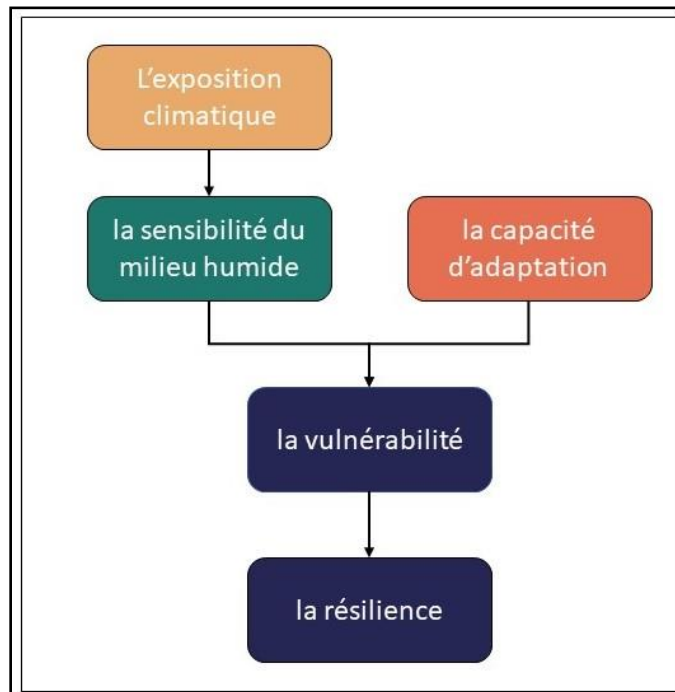 L’exposition
climatique
la sensibilité du
milieu humide
la capacité
d’adaptation
la vulnérabilité
la résilience